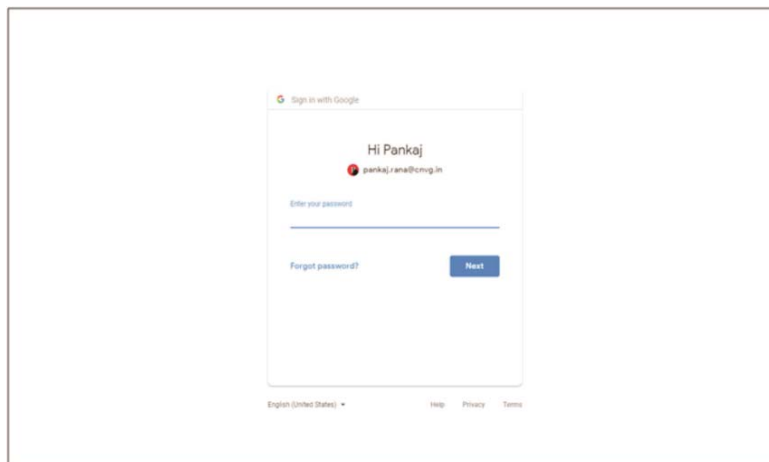 Sign in with Google
Hi Pankaj
pankaj.rana@cnvg.in
Enter your password
Forgot password?
Next
English (United States)
Help Privacy Terms